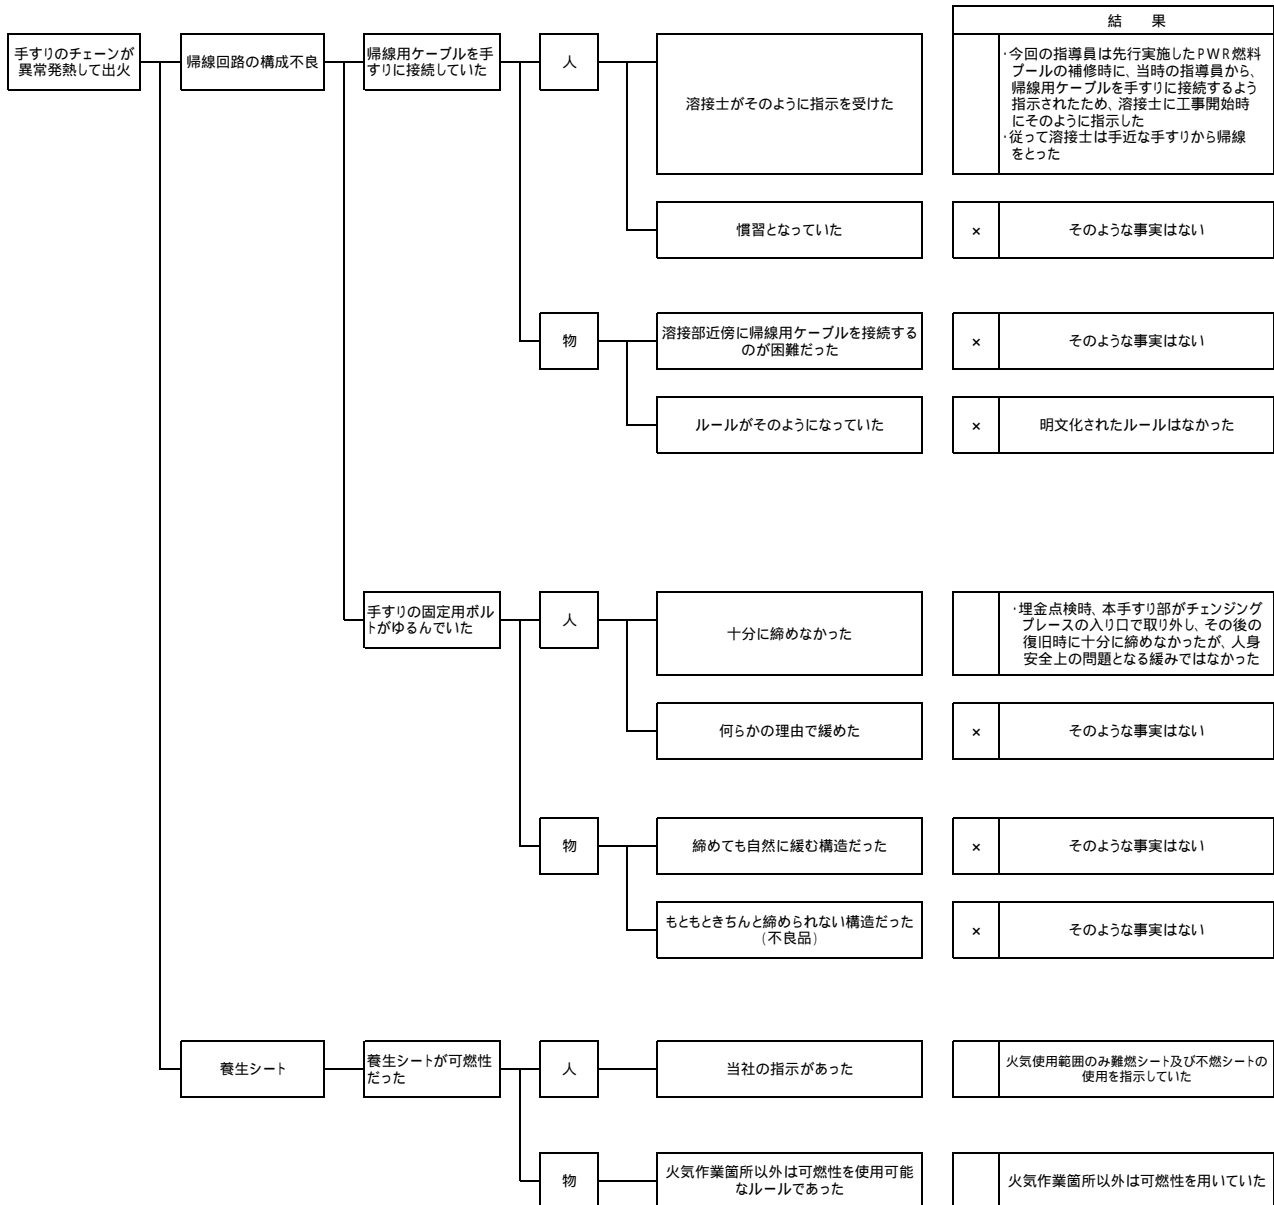 結　果
手すりのチェーンが
異常発熱して出火
帰線回路の構成不良
帰線用ケーブルを手
すりに接続していた
人
溶接士がそのように指示を受けた
・今回の指導員は先行実施したPWR燃料
プールの補修時に、当時の指導員から、
帰線用ケーブルを手すりに接続するよう
指示されたため、溶接士に工事開始時
にそのように指示した
・従って溶接士は手近な手すりから帰線
をとった
慣習となっていた
×
そのような事実はない
物
溶接部近傍に帰線用ケーブルを接続する
のが困難だった
×
そのような事実はない
ルールがそのようになっていた
×
明文化されたルールはなかった
手すりの固定用ボル
トがゆるんでいた
人
十分に締めなかった
・埋金点検時、本手すり部がチェンジング
プレースの入り口で取り外し、その後の
復旧時に十分に締めなかったが、人身
安全上の問題となる緩みではなかった
何らかの理由で緩めた
×
そのような事実はない
物
締めても自然に緩む構造だった
×
そのような事実はない
もともときちんと締められない構造だった
(不良品)
×
そのような事実はない
養生シート
養生シートが可燃性
だった
人
当社の指示があった
火気使用範囲のみ難燃シート及び不燃シートの
使用を指示していた
物
火気作業箇所以外は可燃性を使用可能
なルールであった
火気作業箇所以外は可燃性を用いていた